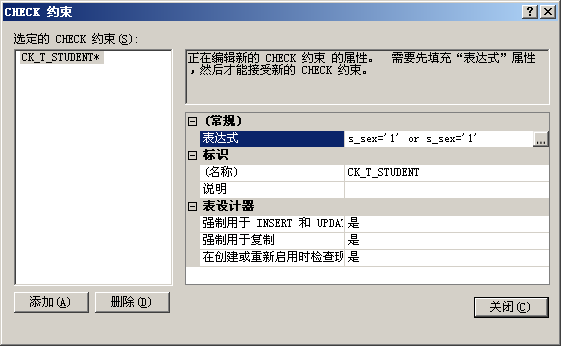 CHECK 约束
选定的 CHECK 约束(S):
CK_T_STUDENT*
正在编辑新的 CHECK 约束 的属性。 需要先填充“表达式”属性
，然后才能接受新的 CHECK 约束。
(常规)
表达式 s_sex='1' or s_sex='1' ...
标识
(名称) CK_T_STUDENT
说明
表设计器
强制用于 INSERT 和 UPDA 是
强制用于复制 是
在创建或重新启用时检查现 是
添加(A) 删除(D)
关闭(C)